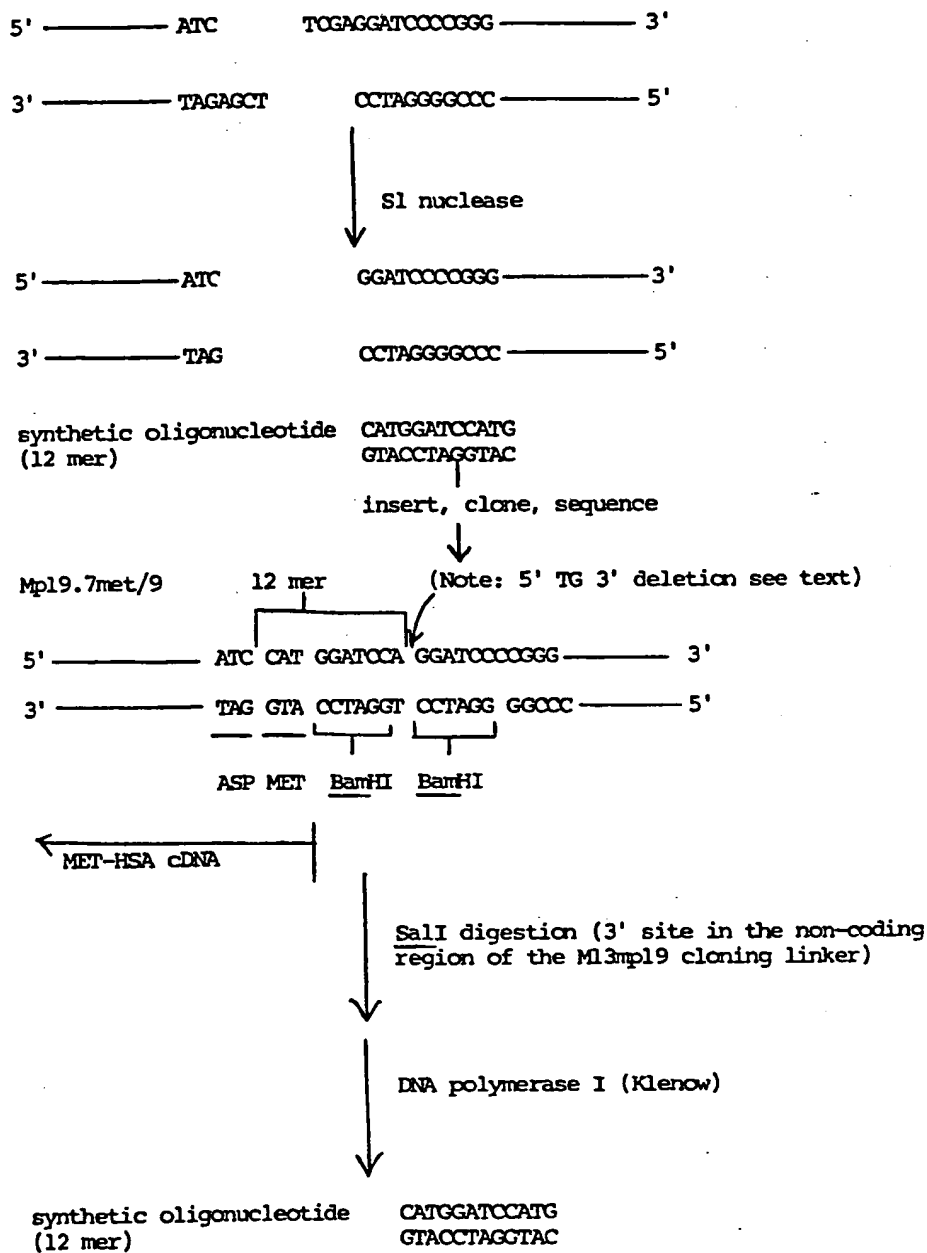 5' ATC TCGAGGATCCCCGGG 3'
3' TAGAGCT CCTAGGGGCCC 5'
S1 nuclease
5' ATC GGATCCCCGGG 3'
3' TAG CCTAGGGGCCC 5'
synthetic oligonucleotide CATGGATCCATG
(12 mer) GTACCTAGGTAC
insert, clone, sequence
Mp19.7met/9 12 mer (Note: 5' TG 3' deletion see text)
5' ATC CAT GGATCCA GGATCCCCGGG 3'
3' TAG GTA CCTAGGT CCTAGG GGCCC 5'
ASP MET BamHI BamHI
MET-HSA cDNA
SalI digestion (3' site in the non-coding
region of the M13mp19 cloning linker)
DNA polymerase I (Klenow)
synthetic oligonucleotide CATGGATCCATG
(12 mer) GTACCTAGGTAC